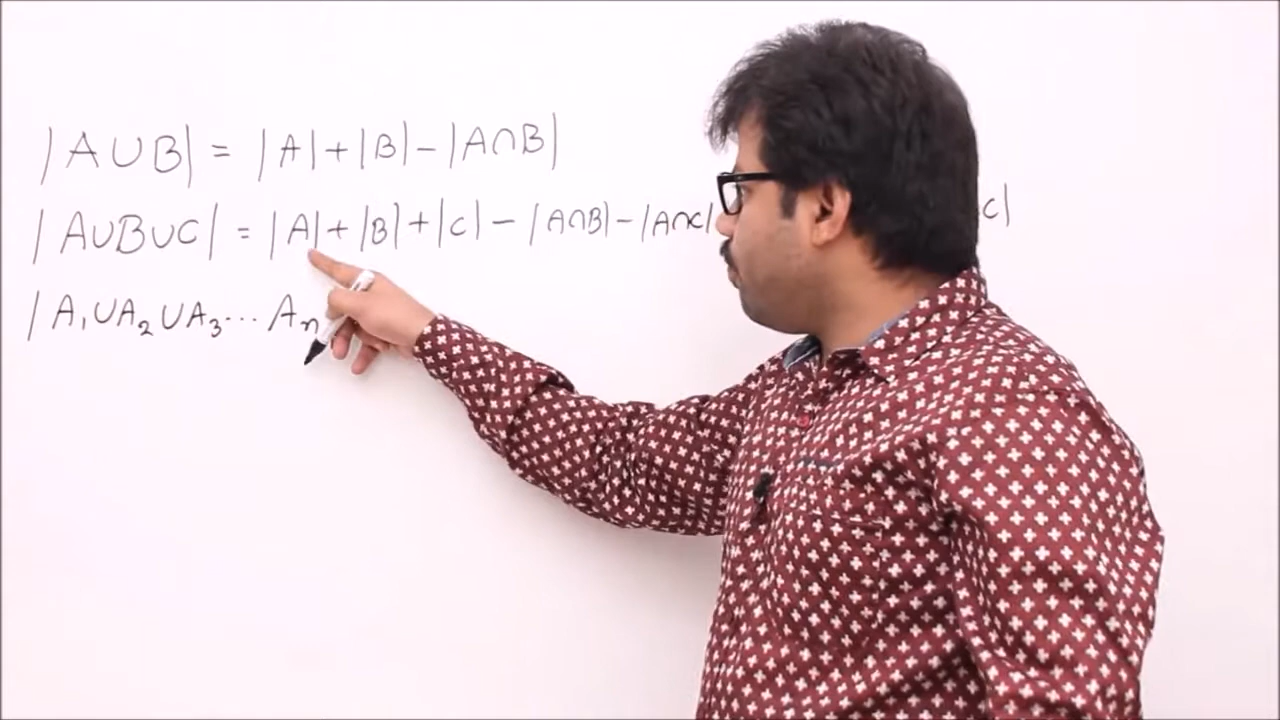 |A∪B| = |A|+|B|-|A∩B|
|A∪B∪C| = |A|+|B|+|C|-|A∩B|-|A∩C| C|
|A₁∪A₂∪A₃... Aₙ